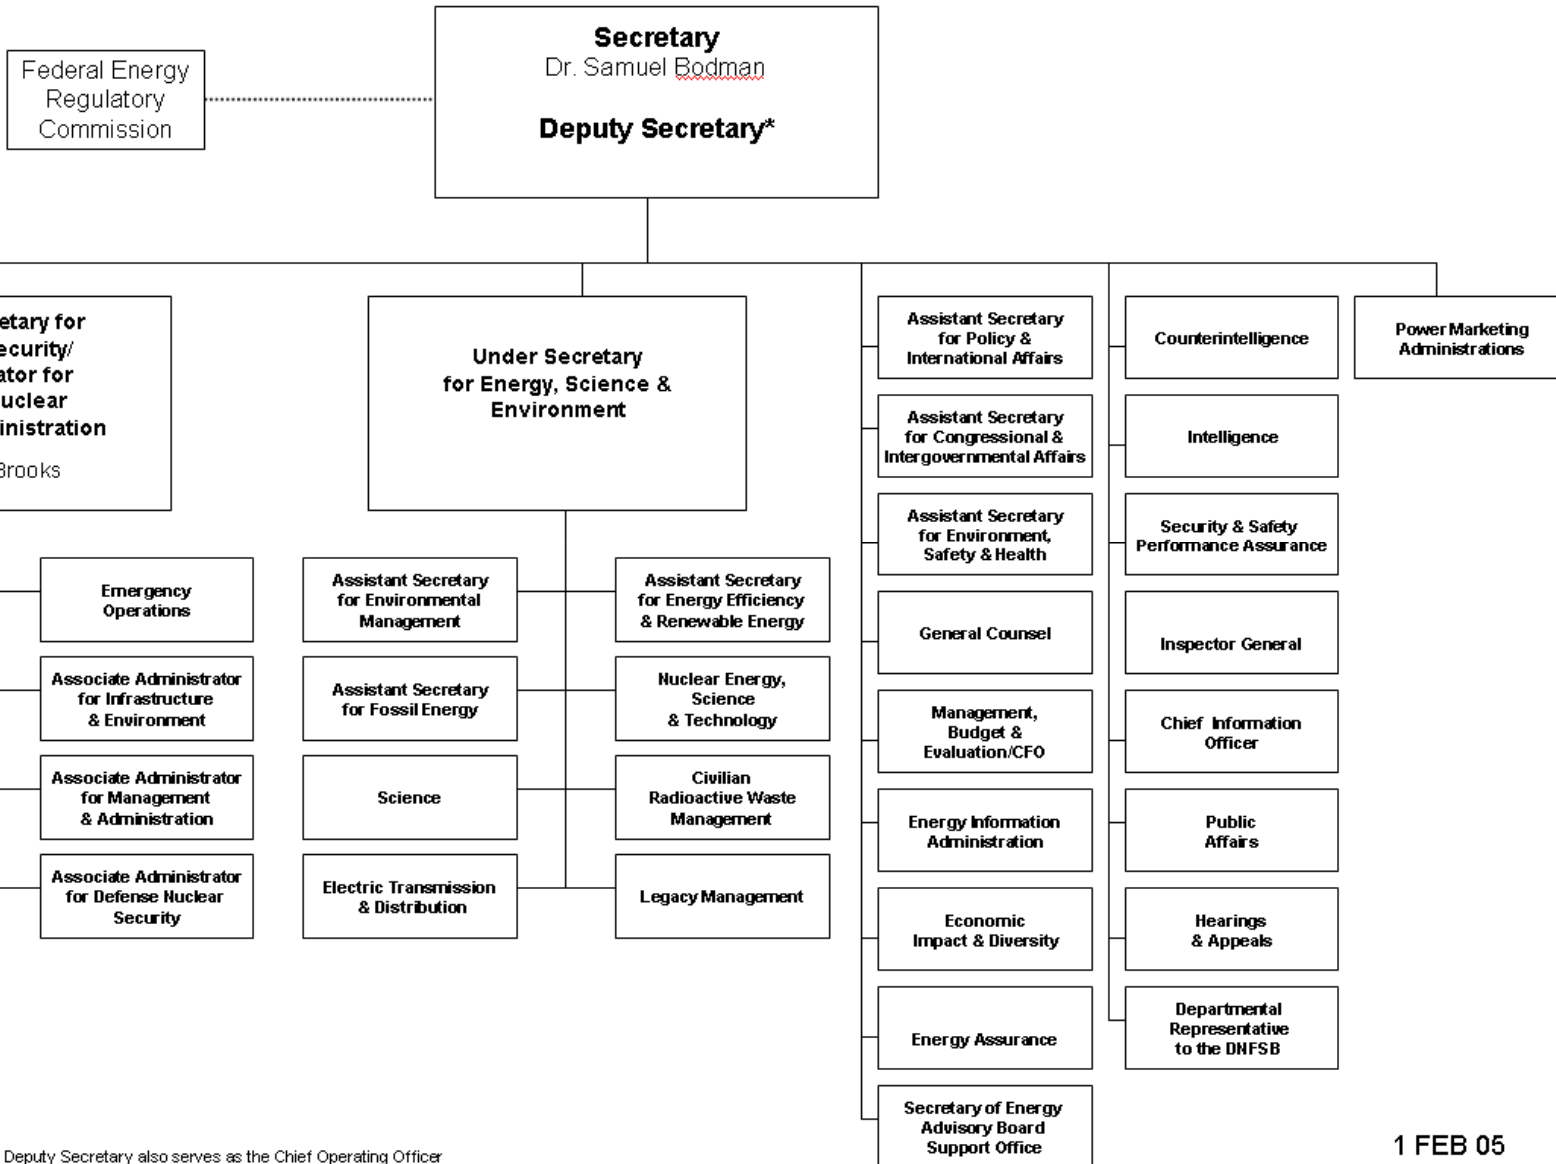 Secretary
Dr. Samuel Bodman
Deputy Secretary*
Federal Energy
Regulatory
Commission
etary for
ecurity/
ator for
uclear
inistration
Brooks
Under Secretary
for Energy, Science &
Environment
Emergency
Operations
Associate Administrator
for Infrastructure
& Environment
Associate Administrator
for Management
& Administration
Associate Administrator
for Defense Nuclear
Security
Assistant Secretary
for Environmental
Management
Assistant Secretary
for Fossil Energy
Science
Electric Transmission
& Distribution
Assistant Secretary
for Energy Efficiency
& Renewable Energy
Nuclear Energy,
Science
& Technology
Civilian
Radioactive Waste
Management
Legacy Management
Assistant Secretary
for Policy &
International Affairs
Assistant Secretary
for Congressional &
Intergovernmental Affairs
Assistant Secretary
for Environment,
Safety & Health
General Counsel
Management,
Budget &
Evaluation/CFO
Energy Information
Administration
Economic
Impact & Diversity
Energy Assurance
Secretary of Energy
Advisory Board
Support Office
Counterintelligence
Intelligence
Security & Safety
Performance Assurance
Inspector General
Chief Information
Officer
Public
Affairs
Hearings
& Appeals
Departmental
Representative
to the DNFSB
Power Marketing
Administrations
Deputy Secretary also serves as the Chief Operating Officer
1 FEB 05